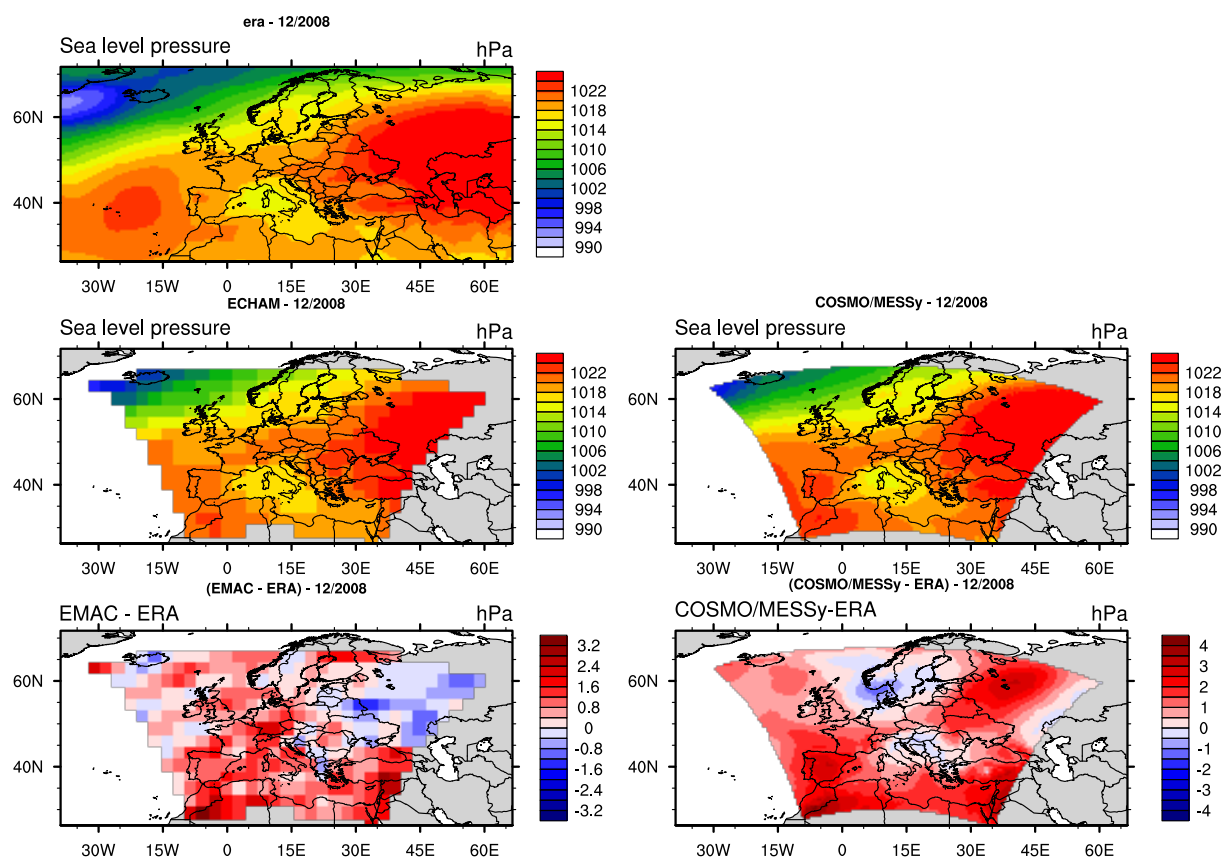 era - 12/2008
Sea level pressure hPa
60N
40N
30W 15W 0 15E 30E 45E 60E
1022
1018
1014
1010
1006
1002
998
994
990
ECHAM - 12/2008
Sea level pressure hPa
60N
40N
30W 15W 0 15E 30E 45E 60E
1022
1018
1014
1010
1006
1002
998
994
990
COSMO/MESSy - 12/2008
Sea level pressure hPa
60N
40N
30W 15W 0 15E 30E 45E 60E
1022
1018
1014
1010
1006
1002
998
994
990
(EMAC - ERA) - 12/2008
EMAC - ERA hPa
60N
40N
30W 15W 0 15E 30E 45E 60E
3.2
2.4
1.6
0.8
0
-0.8
-1.6
-2.4
-3.2
(COSMO/MESSy - ERA) - 12/2008
COSMO/MESSy-ERA hPa
60N
40N
30W 15W 0 15E 30E 45E 60E
4
3
2
1
0
-1
-2
-3
-4